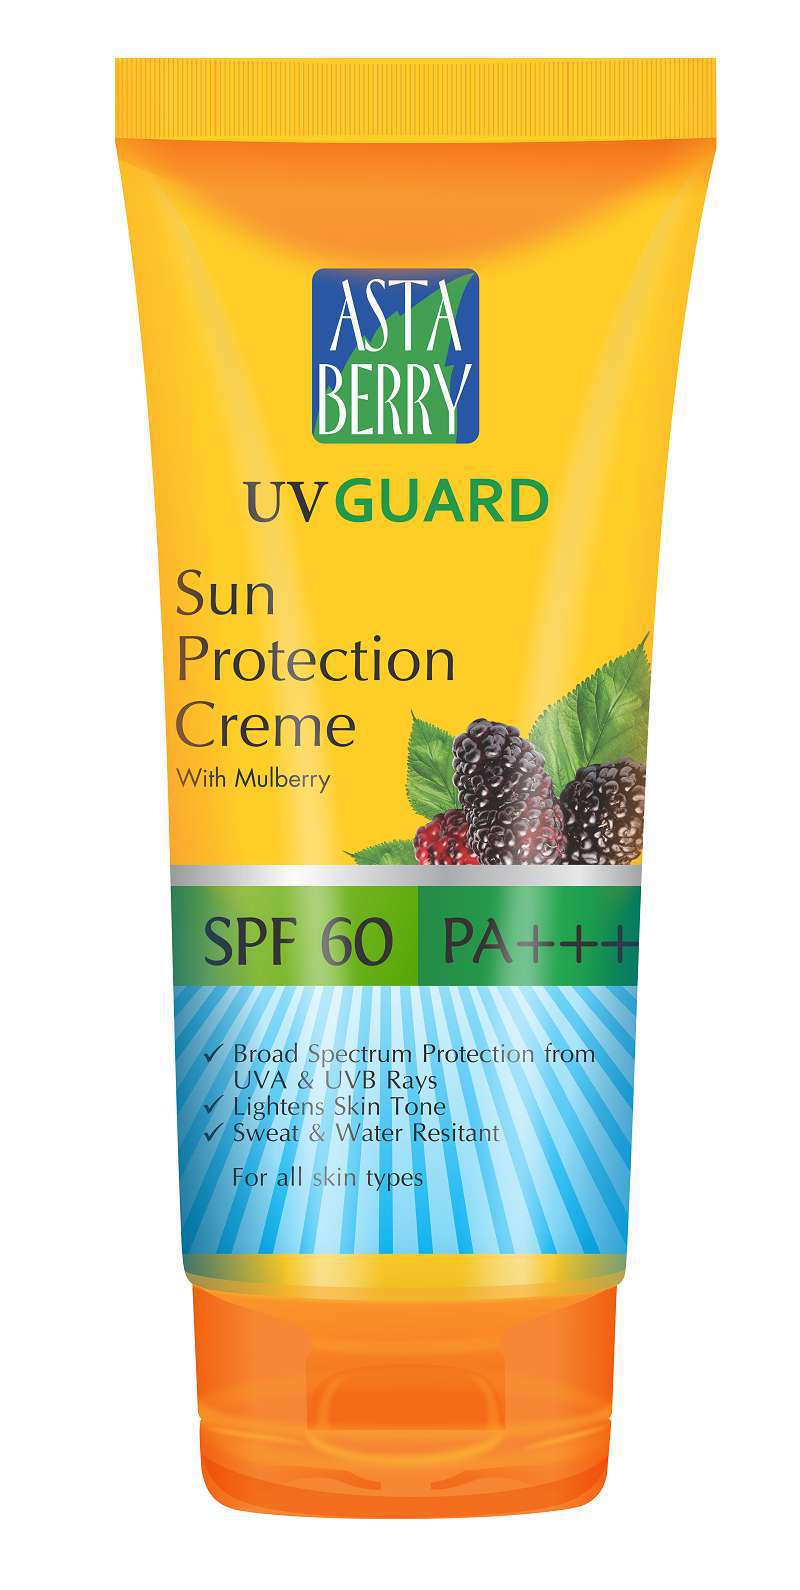 ASTA
BERRY
UV GUARD
Sun
Protection
Creme
With Mulberry
SPF 60 PA+++
✓ Broad Spectrum Protection from
UVA & UVB Rays
✓ Lightens Skin Tone
✓ Sweat & Water Resitant
For all skin types